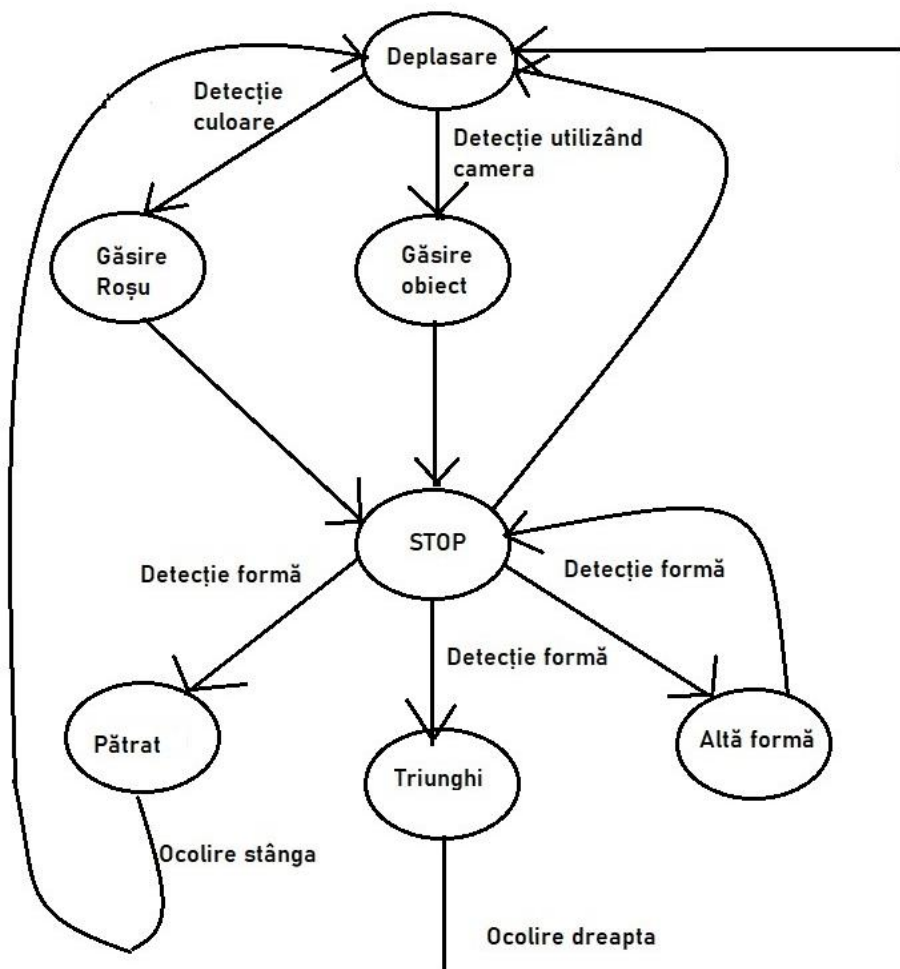 Deplasare
Detecție
culoare
Detecție utilizând
camera
Găsire
Roșu
Găsire
obiect
STOP
Detecție formă
Detecție formă
Detecție formă
Pătrat
Triunghi
Altă formă
Ocolire stânga
Ocolire dreapta